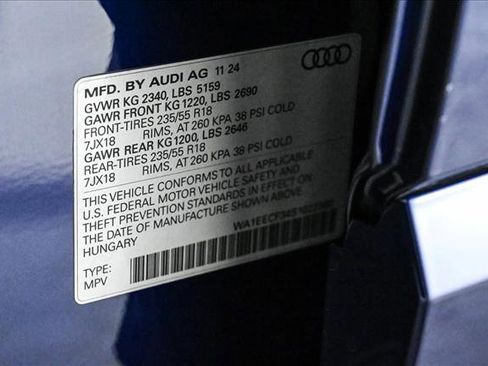 MFD. BY AUDI AG 11 24
GVWR KG 2340, LBS 5159
GAWR FRONT KG1220, LBS 2690
FRONT-TIRES 235/55 R18
7JX18 RIMS, AT 260 KPA 38 PSI COLD
GAWR REAR KG1200, LBS 2646
REAR-TIRES 235/55 R18
7JX18 RIMS, AT 260 KPA 38 PSI COLD
THIS VEHICLE CONFORMS TO ALL APPLICABLE
U.S. FEDERAL MOTOR VEHICLE SAFETY AND
THEFT PREVENTION STANDARDS IN EFFECT ON
THE DATE OF MANUFACTURE SHOWN ABOVE
HUNGARY
TYPE:
MPV